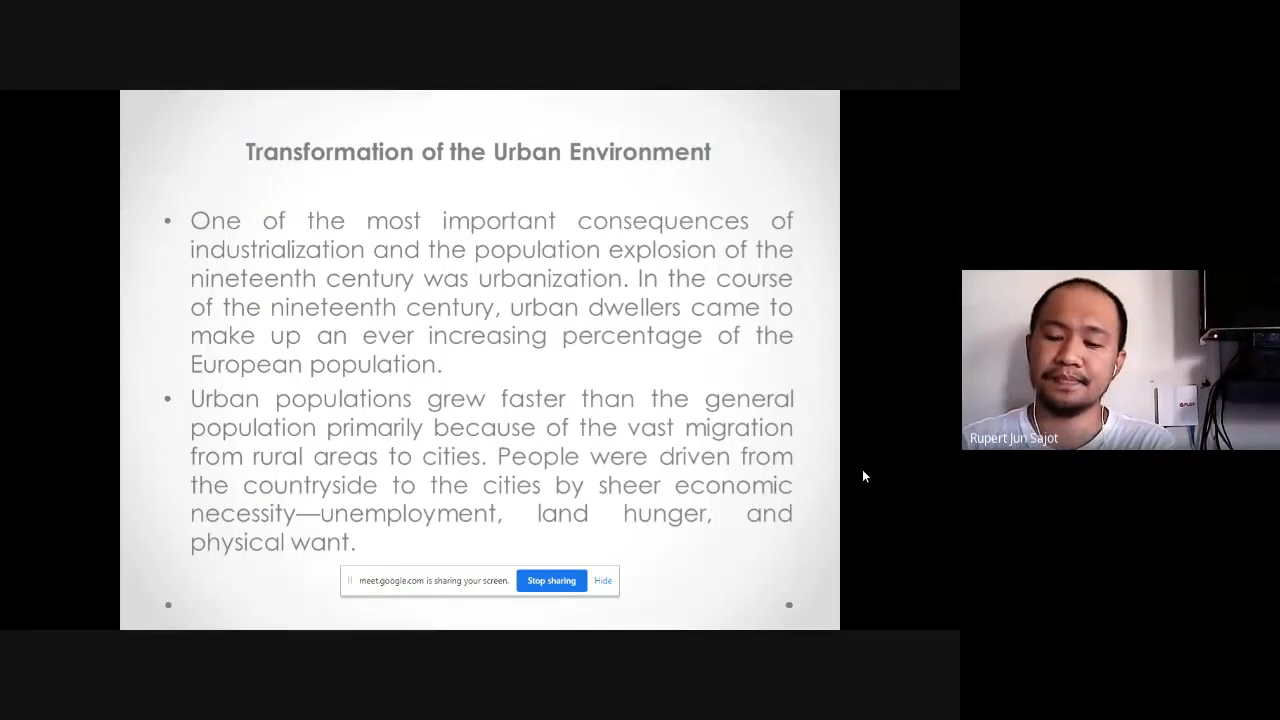 Transformation of the Urban Environment
• One of the most important consequences of
industrialization and the population explosion of the
nineteenth century was urbanization. In the course
of the nineteenth century, urban dwellers came to
make up an ever increasing percentage of the
European population.
• Urban populations grew faster than the general
population primarily because of the vast migration
from rural areas to cities. People were driven from
the countryside to the cities by sheer economic
necessity—unemployment, land hunger, and
physical want.
meet.google.com is sharing your screen. Stop sharing Hide
Rupert Jun Sajot